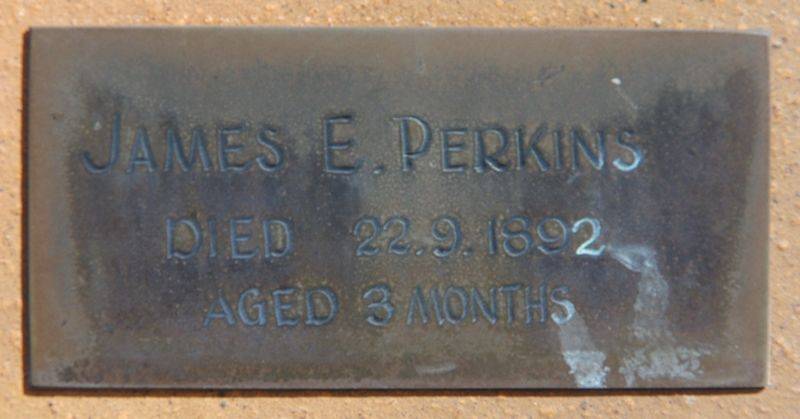 JAMES E. PERKINS
DIED 22.9.1892
AGED 3 MONTHS